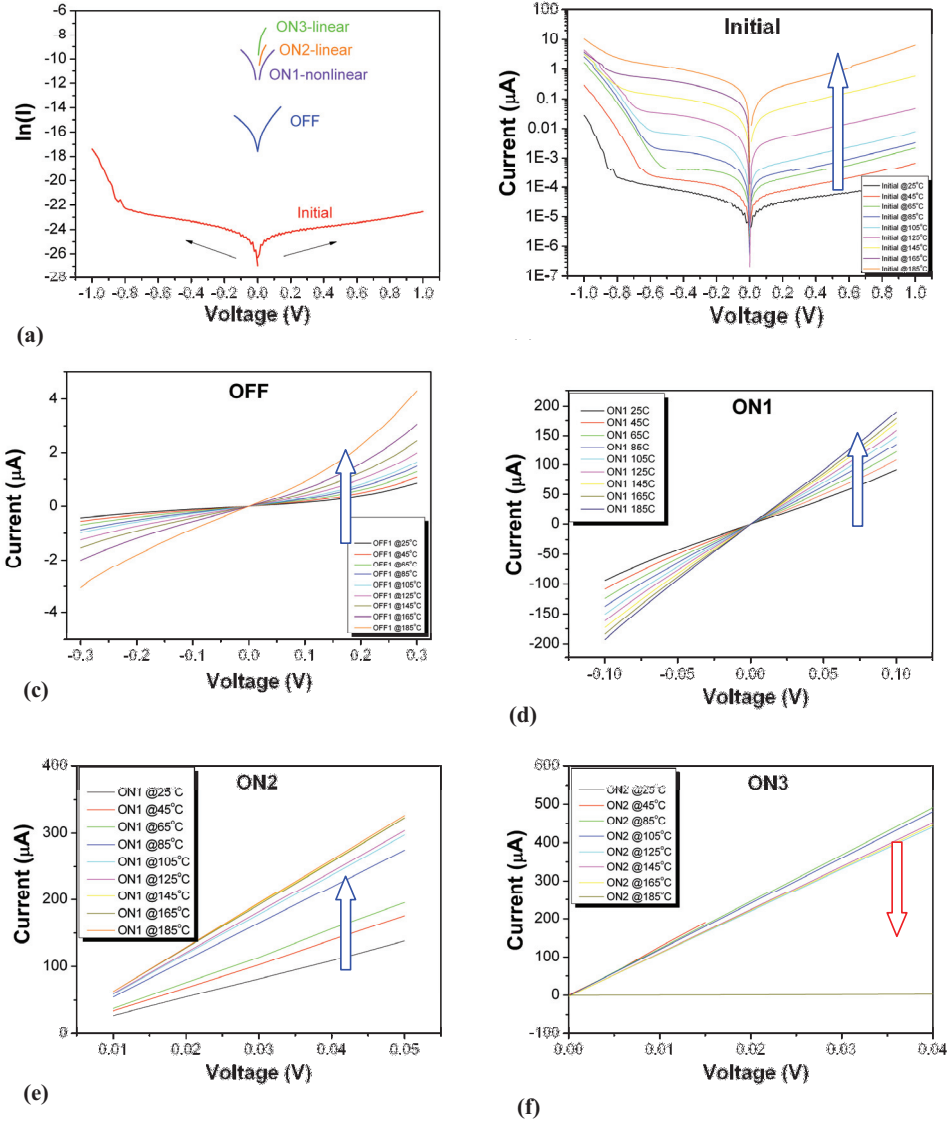 -6
-8
-10
-12
-14
-16
-18
-20
-22
-24
-26
-28
ln(I)
ON3-linear
ON2-linear
ON1-nonlinear
OFF
Initial
-1.0 -0.8 -0.6 -0.4 -0.2 0.0 0.2 0.4 0.6 0.8 1.0
Voltage (V)
(a)
Initial
100
10
1
0.1
0.01
1E-3
1E-4
1E-5
1E-6
1E-7
Current (μA)
Initial @25°C
Initial @45°C
Initial @65°C
Initial @85°C
Initial @105°C
Initial @125°C
Initial @145°C
Initial @165°C
Initial @185°C
-1.0 -0.8 -0.6 -0.4 -0.2 0.0 0.2 0.4 0.6 0.8 1.0
Voltage (V)
OFF
4
2
0
-2
-4
Current (μA)
OFF1 @25°C
OFF1 @45°C
OFF1 @65°C
OFF1 @85°C
OFF1 @105°C
OFF1 @125°C
OFF1 @145°C
OFF1 @165°C
OFF1 @185°C
-0.3 -0.2 -0.1 0.0 0.1 0.2 0.3
Voltage (V)
(c)
ON1
200
150
100
50
0
-50
-100
-150
-200
Current (μA)
ON1 25C
ON1 45C
ON1 65C
ON1 85C
ON1 105C
ON1 125C
ON1 145C
ON1 165C
ON1 185C
-0.10 -0.05 0.00 0.05 0.10
Voltage (V)
(d)
ON2
400
300
200
100
0
Current (μA)
ON1 @25°C
ON1 @45°C
ON1 @65°C
ON1 @85°C
ON1 @105°C
ON1 @125°C
ON1 @145°C
ON1 @165°C
ON1 @185°C
0.01 0.02 0.03 0.04 0.05
Voltage (V)
(e)
ON3
600
500
400
300
200
100
0
-100
Current (μA)
ON2 @25°C
ON2 @45°C
ON2 @85°C
ON2 @105°C
ON2 @125°C
ON2 @145°C
ON2 @165°C
ON2 @185°C
0.00 0.01 0.02 0.03 0.04
Voltage (V)
(f)